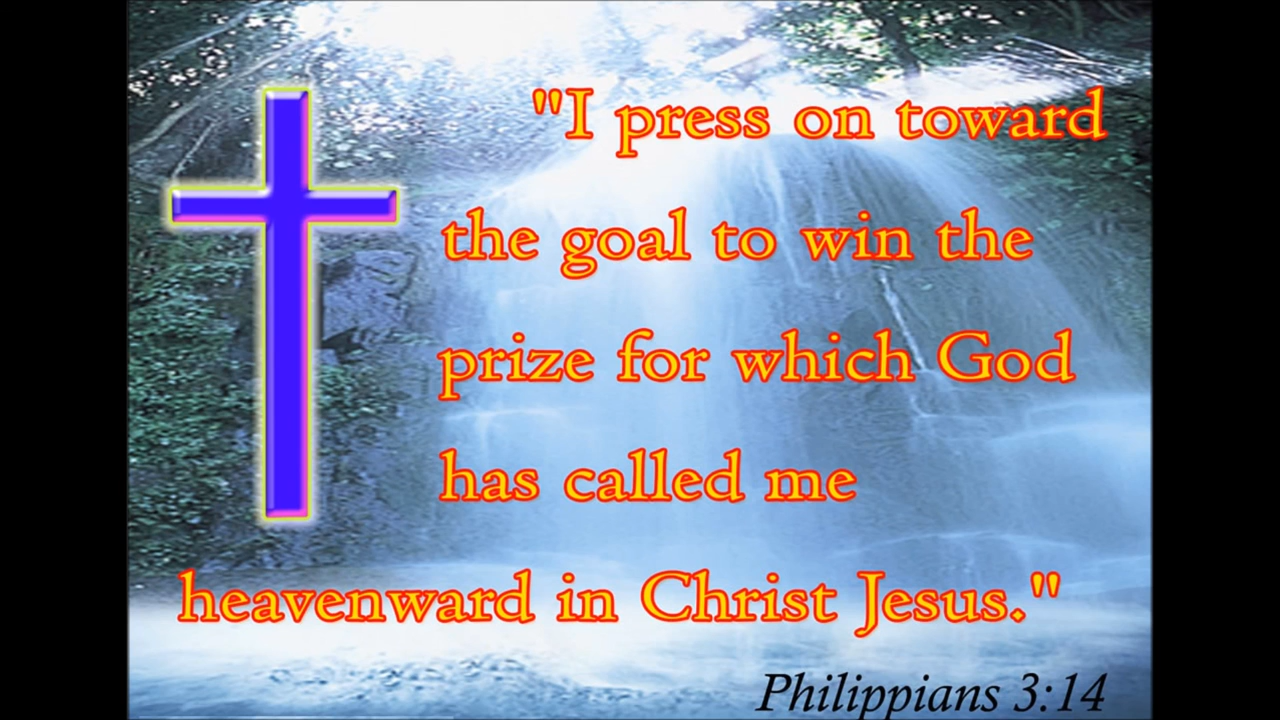 "I press on toward
the goal to win the
prize for which God
has called me
heavenward in Christ Jesus."
Philippians 3:14